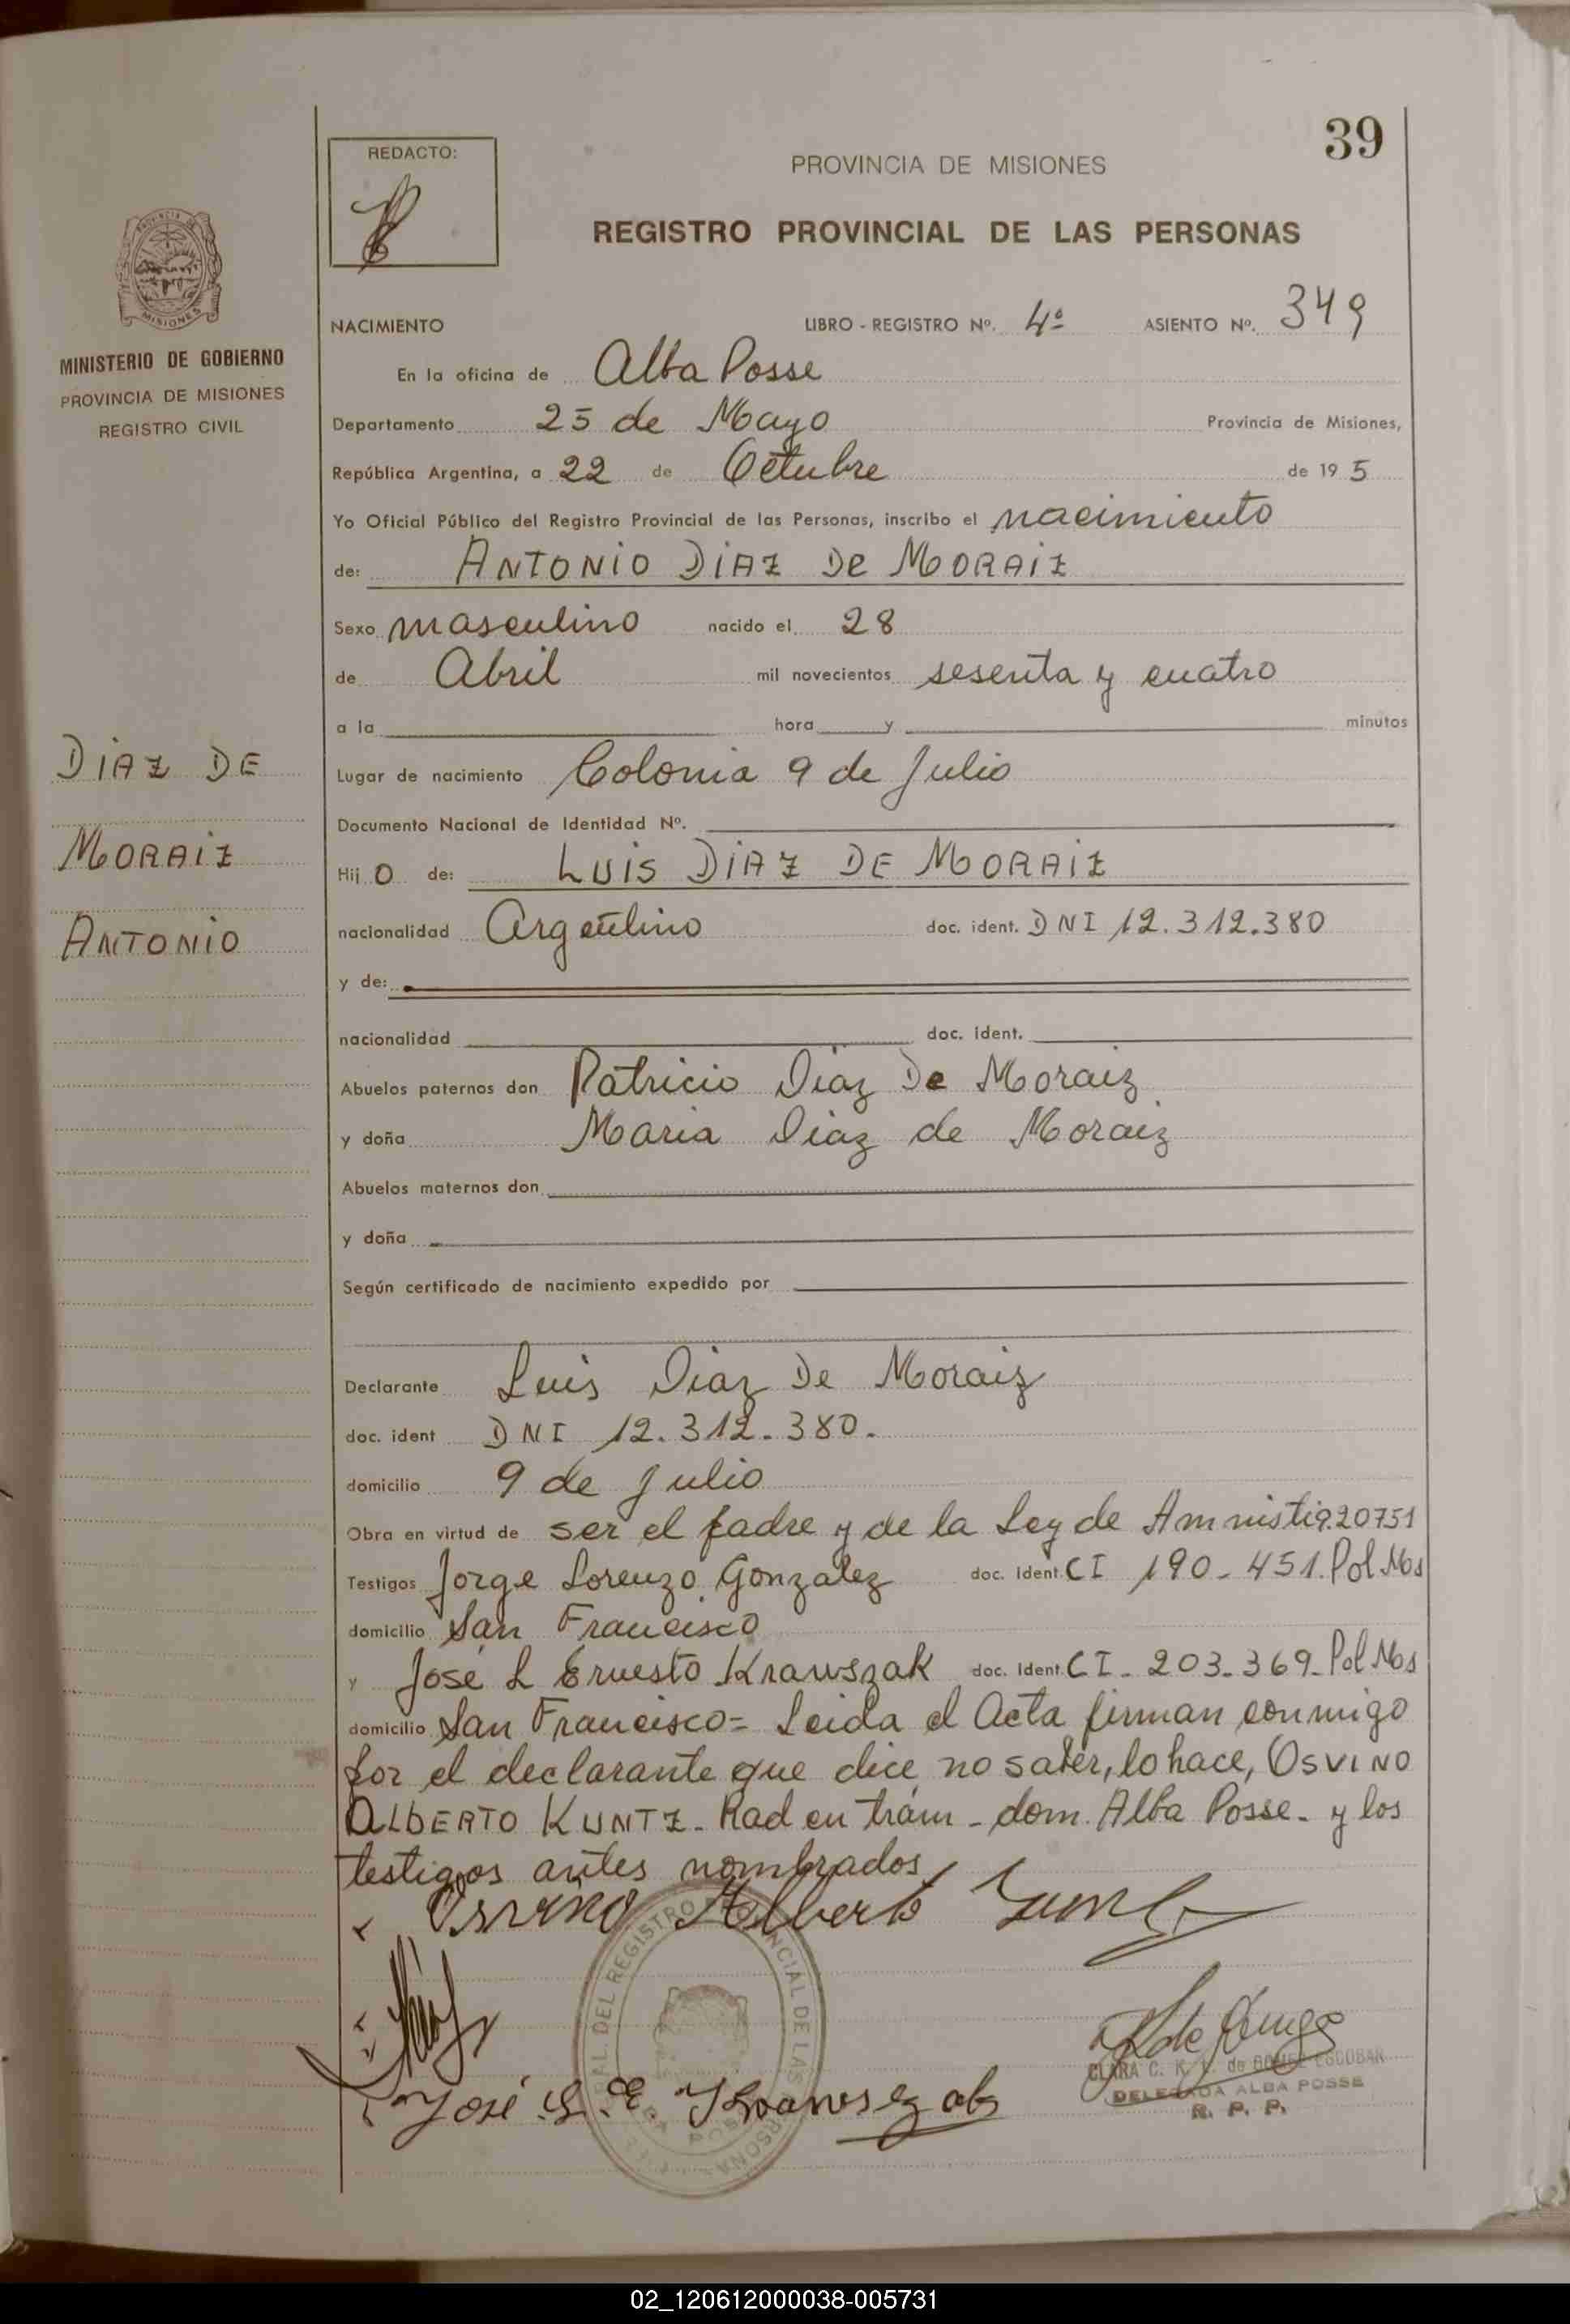 39
REDACTO:
PROVINCIA DE MISIONES
REGISTRO PROVINCIAL DE LAS PERSONAS
MISIONES
MINISTERIO DE GOBIERNO
PROVINCIA DE MISIONES
REGISTRO CIVIL
NACIMIENTO LIBRO - REGISTRO Nº. 4º ASIENTO Nº. 349
En la oficina de Alba Posse
Departamento 25 de Mayo Provincia de Misiones,
República Argentina, a 22 de Octubre de 19 5
Yo Oficial Público del Registro Provincial de las Personas, inscribo el nacimiento
de: ANTONIO DIAZ DE MORAIZ
Sexo masculino nacido el 28
de Abril mil novecientos sesenta y cuatro
a la hora y minutos
DIAZ DE
MORAIZ
ANTONIO
Lugar de nacimiento Colonia 9 de Julio
Documento Nacional de Identidad Nº.
Hij O de: LUIS DIAZ DE MORAIZ
nacionalidad Argentino doc. ident. DNI 12.312.380
y de:
nacionalidad doc. ident.
Abuelos paternos don Patricio Diaz De Moraiz
y doña Maria Diaz de Moraiz
Abuelos maternos don
y doña
Según certificado de nacimiento expedido por
Declarante Luis Diaz De Moraiz
doc. ident DNI 12.312.380.
domicilio 9 de Julio
Obra en virtud de ser el padre y de la Ley de Amnistia 20751
Testigos Jorge Lorenzo Gonzalez doc. Ident. CI 190-451. Pol Mns
domicilio San Francisco
y José L Ernesto Krawszak doc. Ident. CI-203-369-Pol Mns
domicilio San Francisco= Leida el Acta firman conmigo
por el declarante que dice no saber, lo hace, OSVINO
ALBERTO KUNTZ- Rad en trám- dom. Alba Posse- y los
testigos antes nombrados
Osvino Alberto
José L. E.
CLARA C. K. de GOMEZ ESCOBAR
DELEGADA ALBA POSSE
R. P. P.
02_120612000038-005731